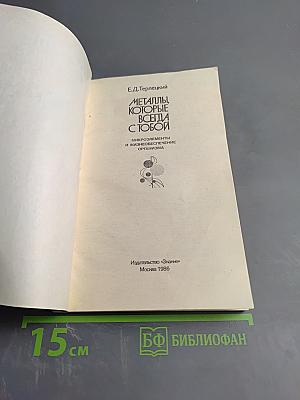 Е.Д.Терлецкий
МЕТАЛЛЫ,
КОТОРЫЕ
ВСЕГДА
С ТОБОЙ
МИКРОЭЛЕМЕНТЫ
И ЖИЗНЕОБЕСПЕЧЕНИЕ
ОРГАНИЗМА
Издательство «Знание»
Москва 1986
15 см
БФ БИБЛИОФАН